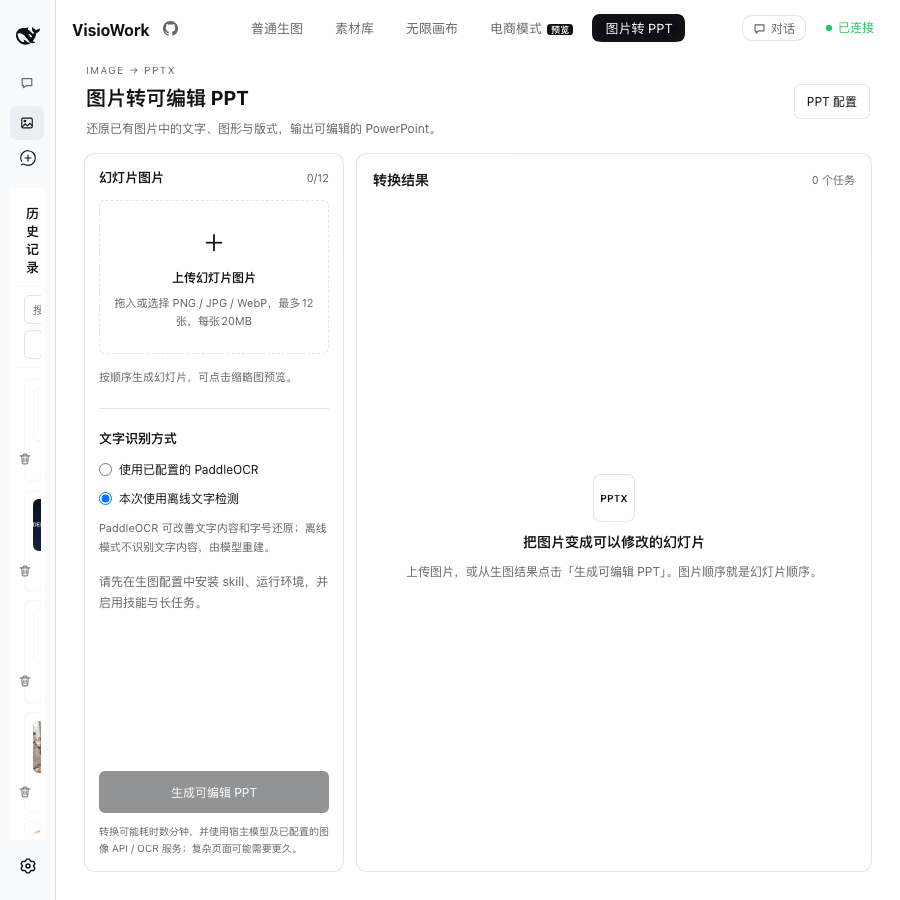 VisioWork
普通生图
素材库
无限画布
电商模式 预览
图片转 PPT
对话
已连接
IMAGE → PPTX
图片转可编辑 PPT
还原已有图片中的文字、图形与版式，输出可编辑的 PowerPoint。
PPT 配置
历
史
记
录
搜
幻灯片图片
0/12
上传幻灯片图片
拖入或选择 PNG / JPG / WebP，最多 12
张，每张 20MB
按顺序生成幻灯片，可点击缩略图预览。
文字识别方式
使用已配置的 PaddleOCR
本次使用离线文字检测
PaddleOCR 可改善文字内容和字号还原；离线
模式不识别文字内容，由模型重建。
请先在生图配置中安装 skill、运行环境，并
启用技能与长任务。
生成可编辑 PPT
转换可能耗时数分钟，并使用宿主模型及已配置的图
像 API / OCR 服务；复杂页面可能需要更久。
转换结果
0 个任务
PPTX
把图片变成可以修改的幻灯片
上传图片，或从生图结果点击「生成可编辑 PPT」。图片顺序就是幻灯片顺序。